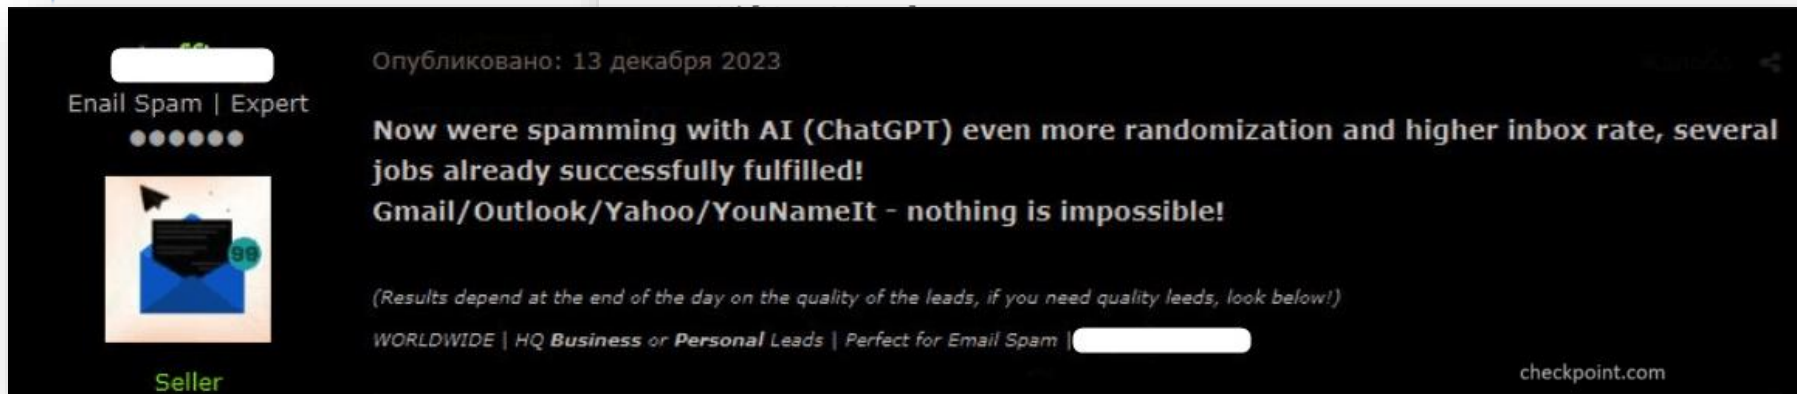 Опубликовано: 13 декабря 2023
Enail Spam | Expert
Now were spamming with AI (ChatGPT) even more randomization and higher inbox rate, several
jobs already successfully fulfilled!
Gmail/Outlook/Yahoo/YouNameIt - nothing is impossible!
99
(Results depend at the end of the day on the quality of the leads, if you need quality leeds, look below!)
WORLDWIDE | HQ Business or Personal Leads | Perfect for Email Spam |
Seller
checkpoint.com